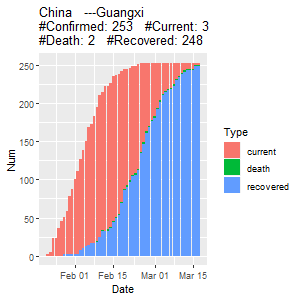 China   ---Guangxi
#Confirmed: 253   #Current: 3
#Death: 2   #Recovered: 248
250
200
150
100
50
0
Num
Feb 01 Feb 15 Mar 01 Mar 15
Date
Type
current
death
recovered